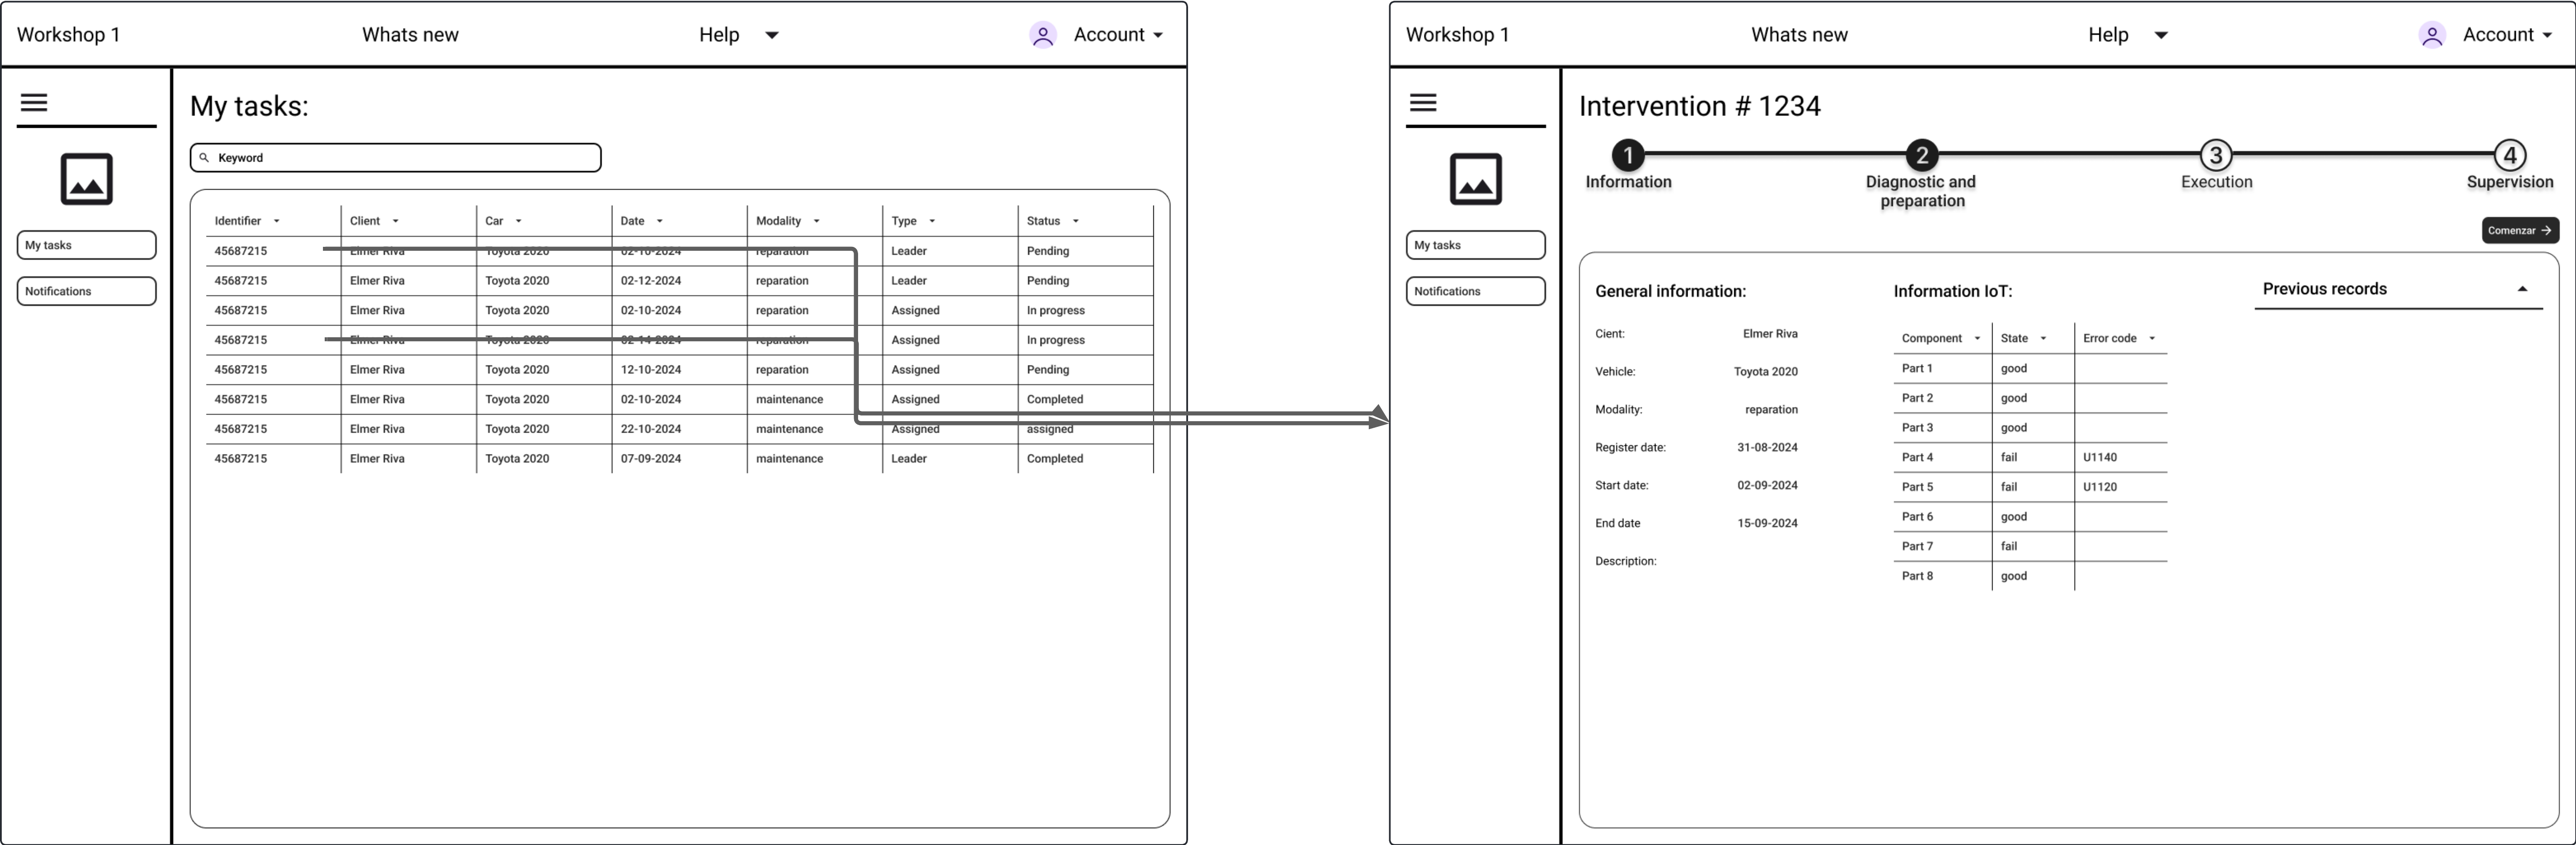 Workshop 1 Whats new Help Account
My tasks:
Keyword
My tasks
Notifications
Identifier Client Car Date Modality Type Status
45687215 Elmer Riva Toyota 2020 02-10-2024 reparation Leader Pending
45687215 Elmer Riva Toyota 2020 02-12-2024 reparation Leader Pending
45687215 Elmer Riva Toyota 2020 02-10-2024 reparation Assigned In progress
45687215 Elmer Riva Toyota 2020 02-14-2024 reparation Assigned In progress
45687215 Elmer Riva Toyota 2020 12-10-2024 reparation Assigned Pending
45687215 Elmer Riva Toyota 2020 02-10-2024 maintenance Assigned Completed
45687215 Elmer Riva Toyota 2020 22-10-2024 maintenance Assigned assigned
45687215 Elmer Riva Toyota 2020 07-09-2024 maintenance Leader Completed
Workshop 1 Whats new Help Account
My tasks
Notifications
Intervention # 1234
1 2 3 4
Information Diagnostic and Execution Supervision
preparation
Comenzar
General information:
Cient: Elmer Riva
Vehicle: Toyota 2020
Modality: reparation
Register date: 31-08-2024
Start date: 02-09-2024
End date 15-09-2024
Description:
Information IoT:
Component State Error code
Part 1 good
Part 2 good
Part 3 good
Part 4 fail U1140
Part 5 fail U1120
Part 6 good
Part 7 fail
Part 8 good
Previous records